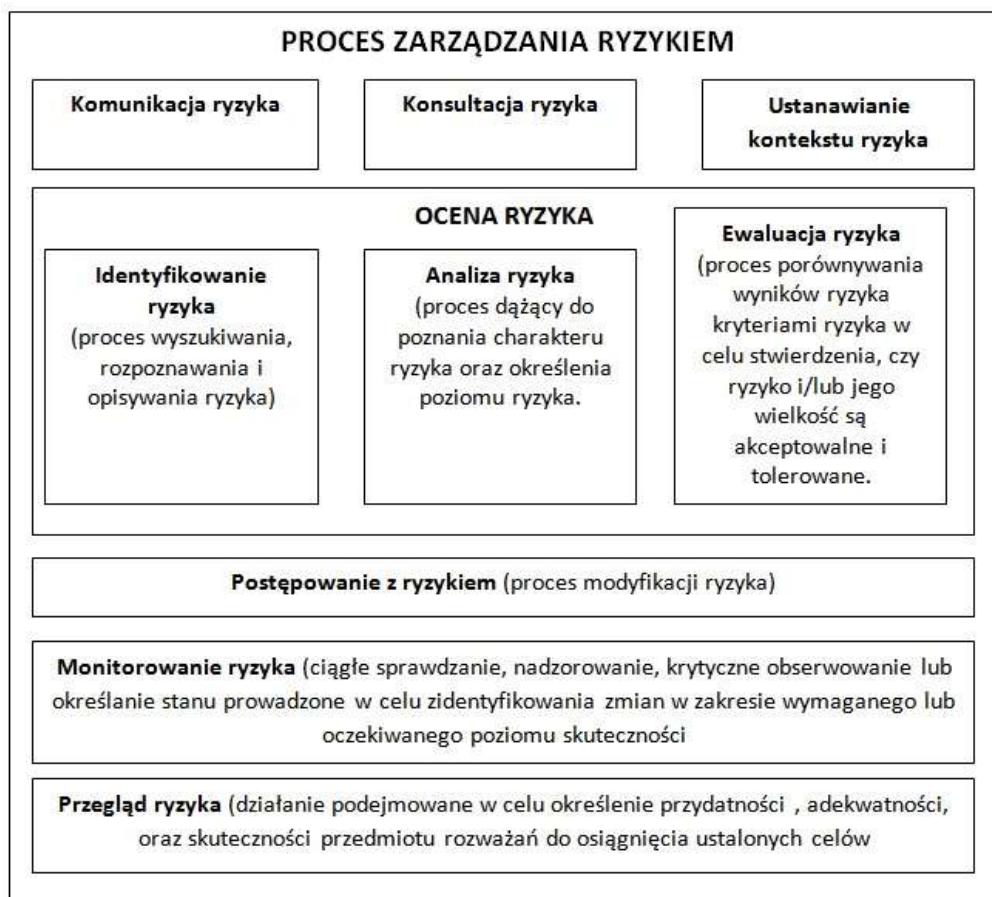 PROCES ZARZĄDZANIA RYZYKIEM
Komunikacja ryzyka
Konsultacja ryzyka
Ustanawianie
kontekstu ryzyka
OCENA RYZYKA
Identyfikowanie
ryzyka
(proces wyszukiwania,
rozpoznawania i
opisywania ryzyka)
Analiza ryzyka
(proces dążący do
poznania charakteru
ryzyka oraz określenia
poziomu ryzyka.
Ewaluacja ryzyka
(proces porównywania
wyników ryzyka
kryteriami ryzyka w
celu stwierdzenia, czy
ryzyko i/lub jego
wielkość są
akceptowalne i
tolerowane.
Postępowanie z ryzykiem (proces modyfikacji ryzyka)
Monitorowanie ryzyka (ciągłe sprawdzanie, nadzorowanie, krytyczne obserwowanie lub
określanie stanu prowadzone w celu zidentyfikowania zmian w zakresie wymaganego lub
oczekiwanego poziomu skuteczności
Przegląd ryzyka (działanie podejmowane w celu określenie przydatności , adekwatności,
oraz skuteczności przedmiotu rozważań do osiągnięcia ustalonych celów